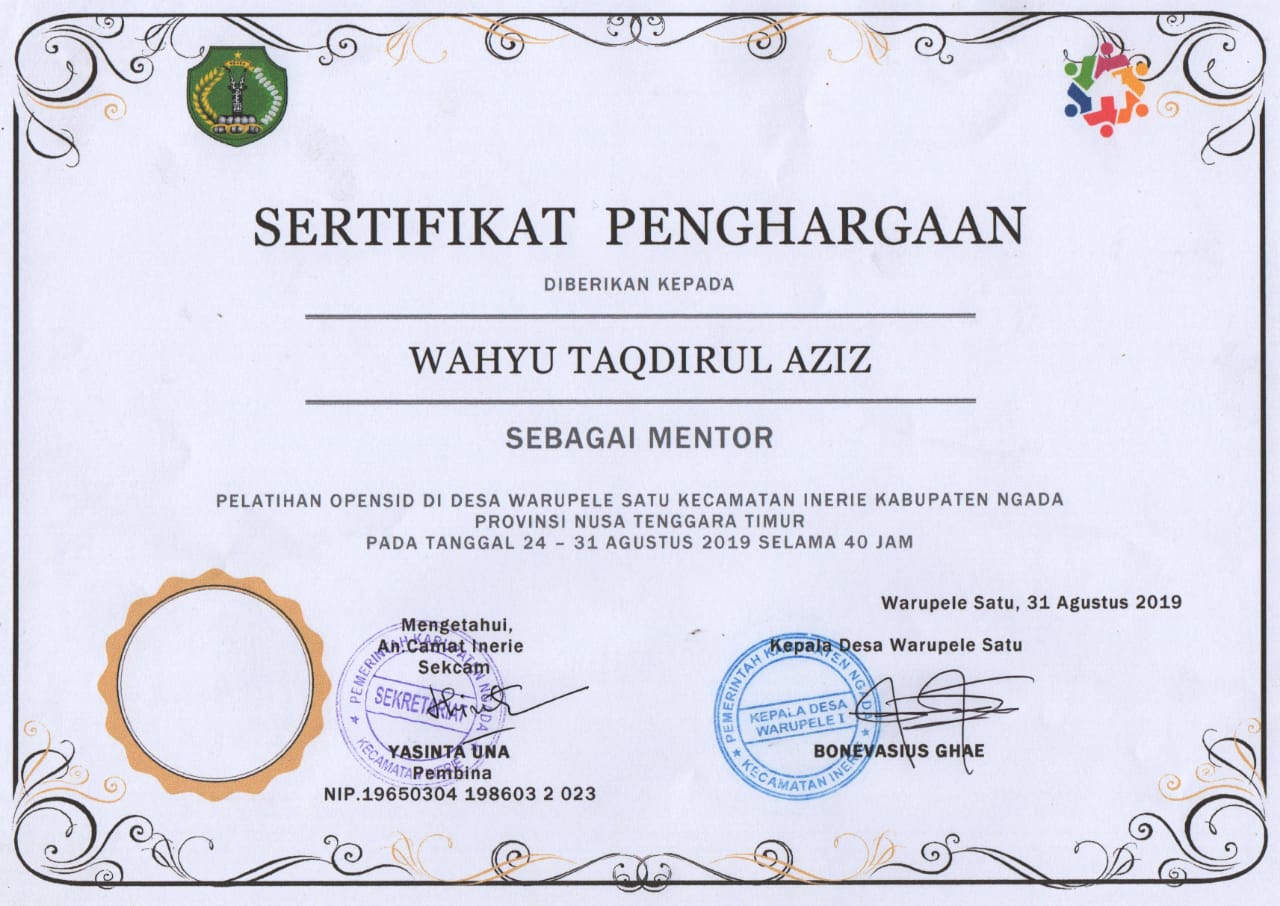 SERTIFIKAT PENGHARGAAN
DIBERIKAN KEPADA
WAHYU TAQDIRUL AZIZ
SEBAGAI MENTOR
PELATIHAN OPENSID DI DESA WARUPELE SATU KECAMATAN INERIE KABUPATEN NGADA
PROVINSI NUSA TENGGARA TIMUR
PADA TANGGAL 24 – 31 AGUSTUS 2019 SELAMA 40 JAM
Warupele Satu, 31 Agustus 2019
Mengetahui,
An.Camat Inerie
Sekcam
PEMERINTAH KABUPATEN NGADA
SEKRETARIAT
KECAMATAN INERIE
YASINTA UNA
Pembina
NIP.19650304 198603 2 023
Kepala Desa Warupele Satu
PEMERINTAH KABUPATEN NGADA
KEPALA DESA
WARUPELE I
KECAMATAN INERIE
BONEVASIUS GHAE